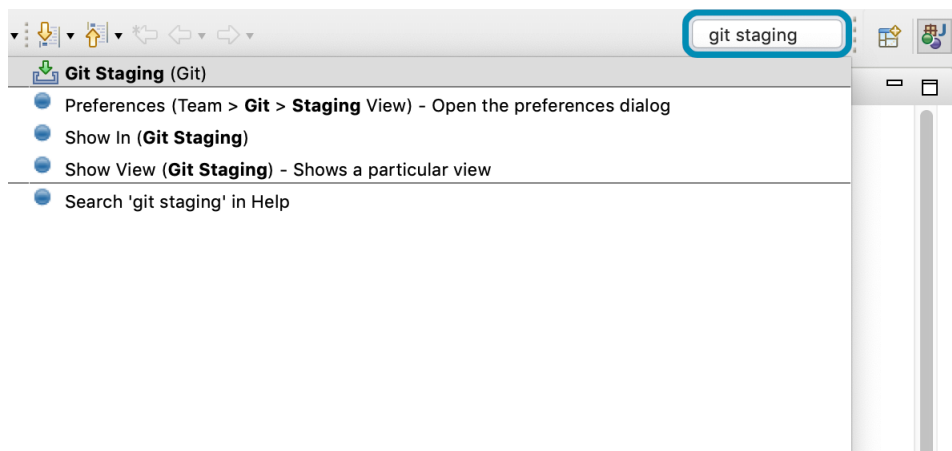 git staging
Git Staging (Git)
Preferences (Team > Git > Staging View) - Open the preferences dialog
Show In (Git Staging)
Show View (Git Staging) - Shows a particular view
Search 'git staging' in Help